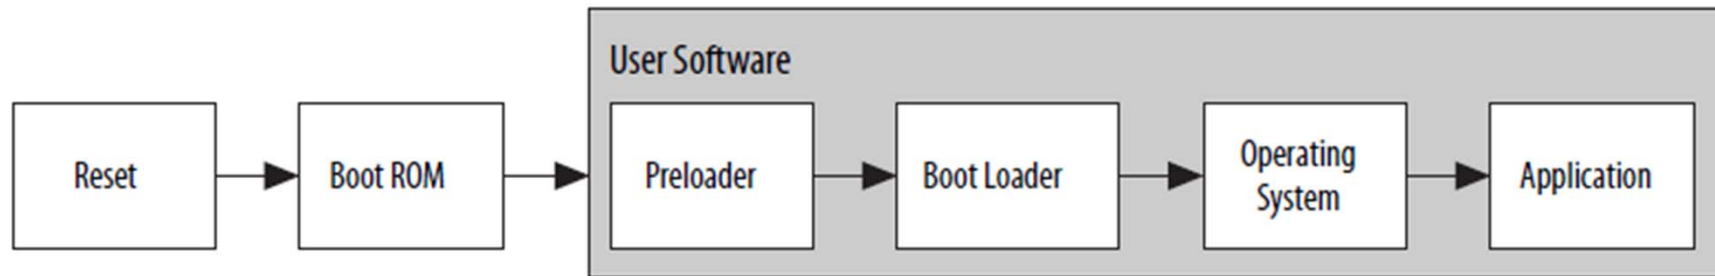 User Software
Reset
Boot ROM
Preloader
Boot Loader
Operating
System
Application